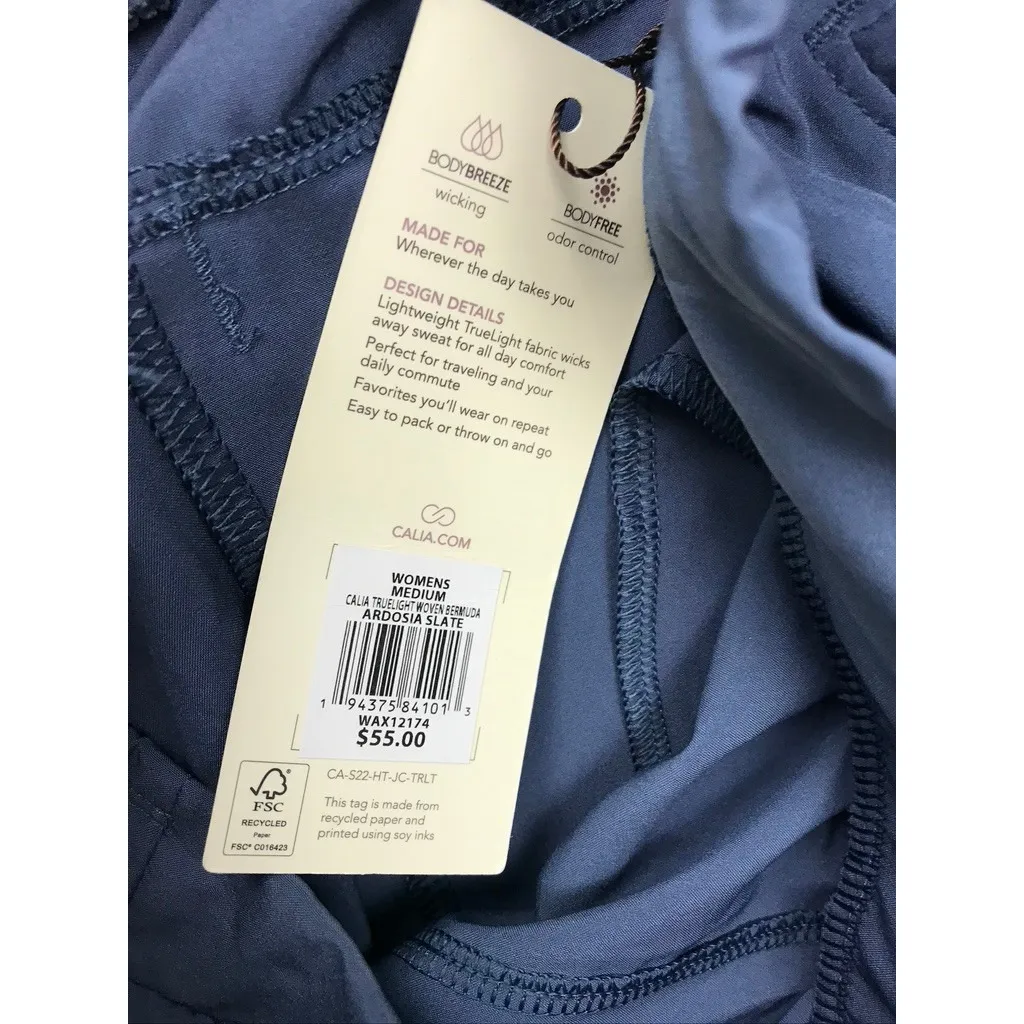 BODYBREEZE
wicking
BODYFREE
odor control
MADE FOR
Wherever the day takes you
DESIGN DETAILS
Lightweight TrueLight fabric wicks
away sweat for all day comfort
Perfect for traveling and your
daily commute
Favorites you'll wear on repeat
Easy to pack or throw on and go
CALIA.COM
WOMENS
MEDIUM
CALIA TRUELIGHT WOVEN BERMUDA
ARDOSIA SLATE
1 94375 84101 3
WAX12174
$55.00
CA-S22-HT-JC-TRLT
FSC
RECYCLED
Paper
FSC® C016423
This tag is made from
recycled paper and
printed using soy inks